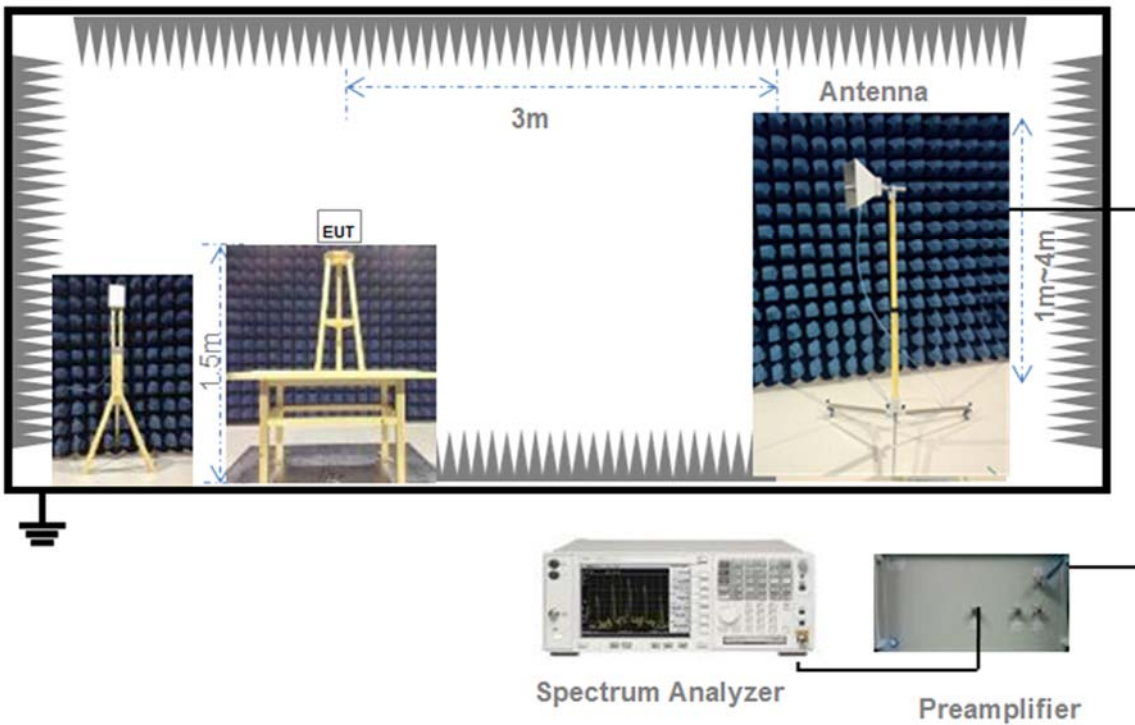 Antenna
3m
EUT
1.5m
1m~4m
Spectrum Analyzer
Preamplifier